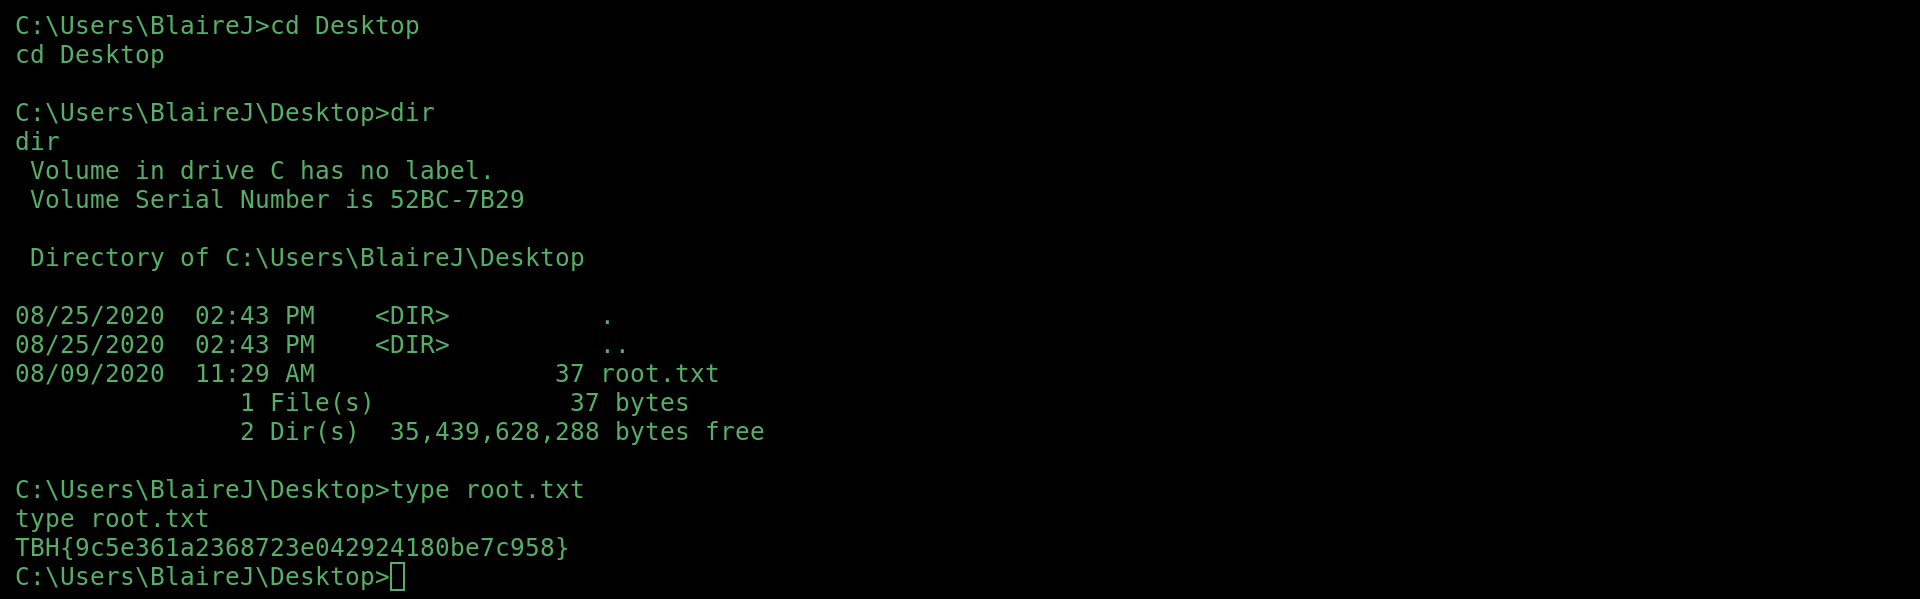 C:\Users\BlaireJ>cd Desktop
cd Desktop

C:\Users\BlaireJ\Desktop>dir
dir
 Volume in drive C has no label.
 Volume Serial Number is 52BC-7B29

 Directory of C:\Users\BlaireJ\Desktop

08/25/2020  02:43 PM    <DIR>          .
08/25/2020  02:43 PM    <DIR>          ..
08/09/2020  11:29 AM                37 root.txt
               1 File(s)             37 bytes
               2 Dir(s)  35,439,628,288 bytes free

C:\Users\BlaireJ\Desktop>type root.txt
type root.txt
TBH{9c5e361a2368723e042924180be7c958}
C:\Users\BlaireJ\Desktop>